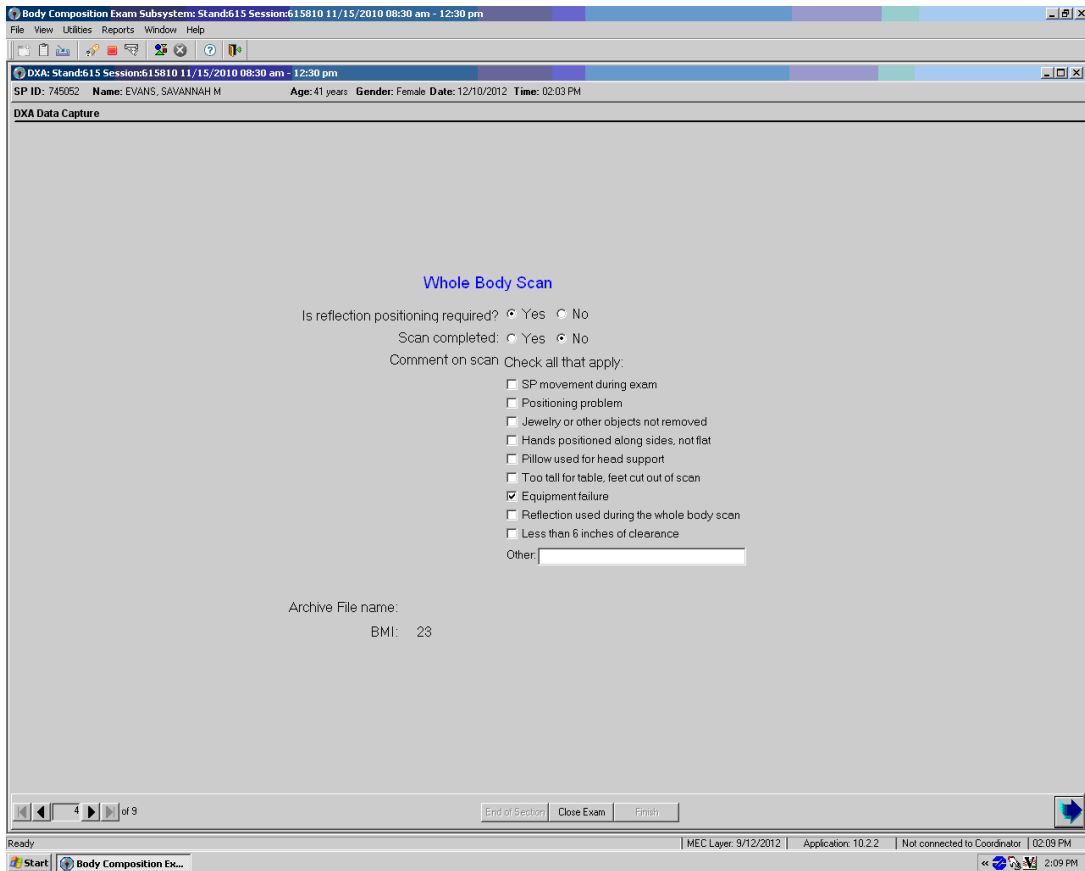 Body Composition Exam Subsystem: Stand:615 Session:615810 11/15/2010 08:30 am - 12:30 pm
File View Utilities Reports Window Help
DXA: Stand:615 Session:615810 11/15/2010 08:30 am - 12:30 pm
SP ID: 745052 Name: EVANS, SAVANNAH M Age: 41 years Gender: Female Date: 12/10/2012 Time: 02:03 PM
DXA Data Capture
Whole Body Scan
Is reflection positioning required? Yes No
Scan completed: Yes No
Comment on scan Check all that apply:
SP movement during exam
Positioning problem
Jewelry or other objects not removed
Hands positioned along sides, not flat
Pillow used for head support
Too tall for table, feet cut out of scan
Equipment failure
Reflection used during the whole body scan
Less than 6 inches of clearance
Other:
Archive File name:
BMI: 23
4 of 9 End of Section Close Exam Finish
Ready MEC Layer: 9/12/2012 Application: 10.2.2 Not connected to Coordinator 02:09 PM
Start Body Composition Ex... « 2:09 PM